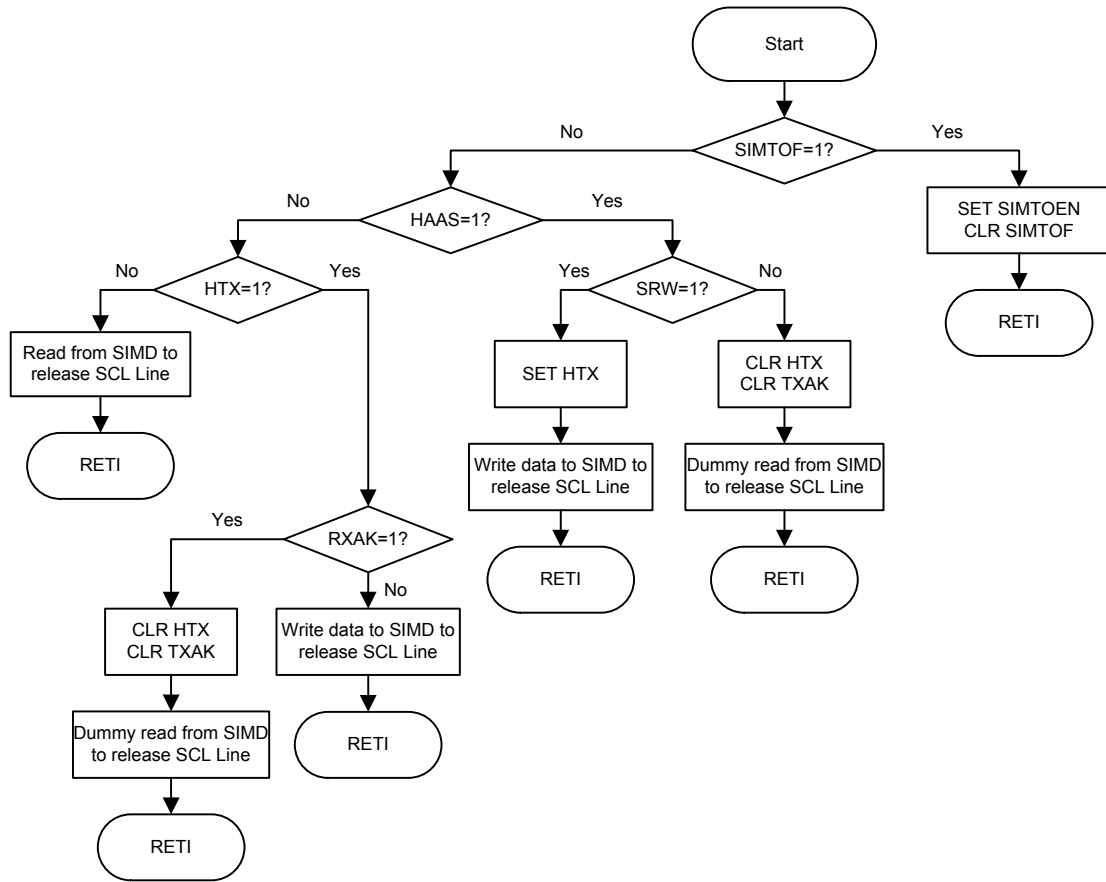 Start
No
Yes
SIMTOF=1?
No
HAAS=1?
Yes
SET SIMTOEN
CLR SIMTOF
No
HTX=1?
Yes
Yes
SRW=1?
No
RETI
Read from SIMD to
release SCL Line
SET HTX
CLR HTX
CLR TXAK
RETI
Write data to SIMD to
release SCL Line
Dummy read from SIMD
to release SCL Line
Yes
RXAK=1?
RETI
RETI
No
CLR HTX
CLR TXAK
Write data to SIMD to
release SCL Line
Dummy read from SIMD
to release SCL Line
RETI
RETI